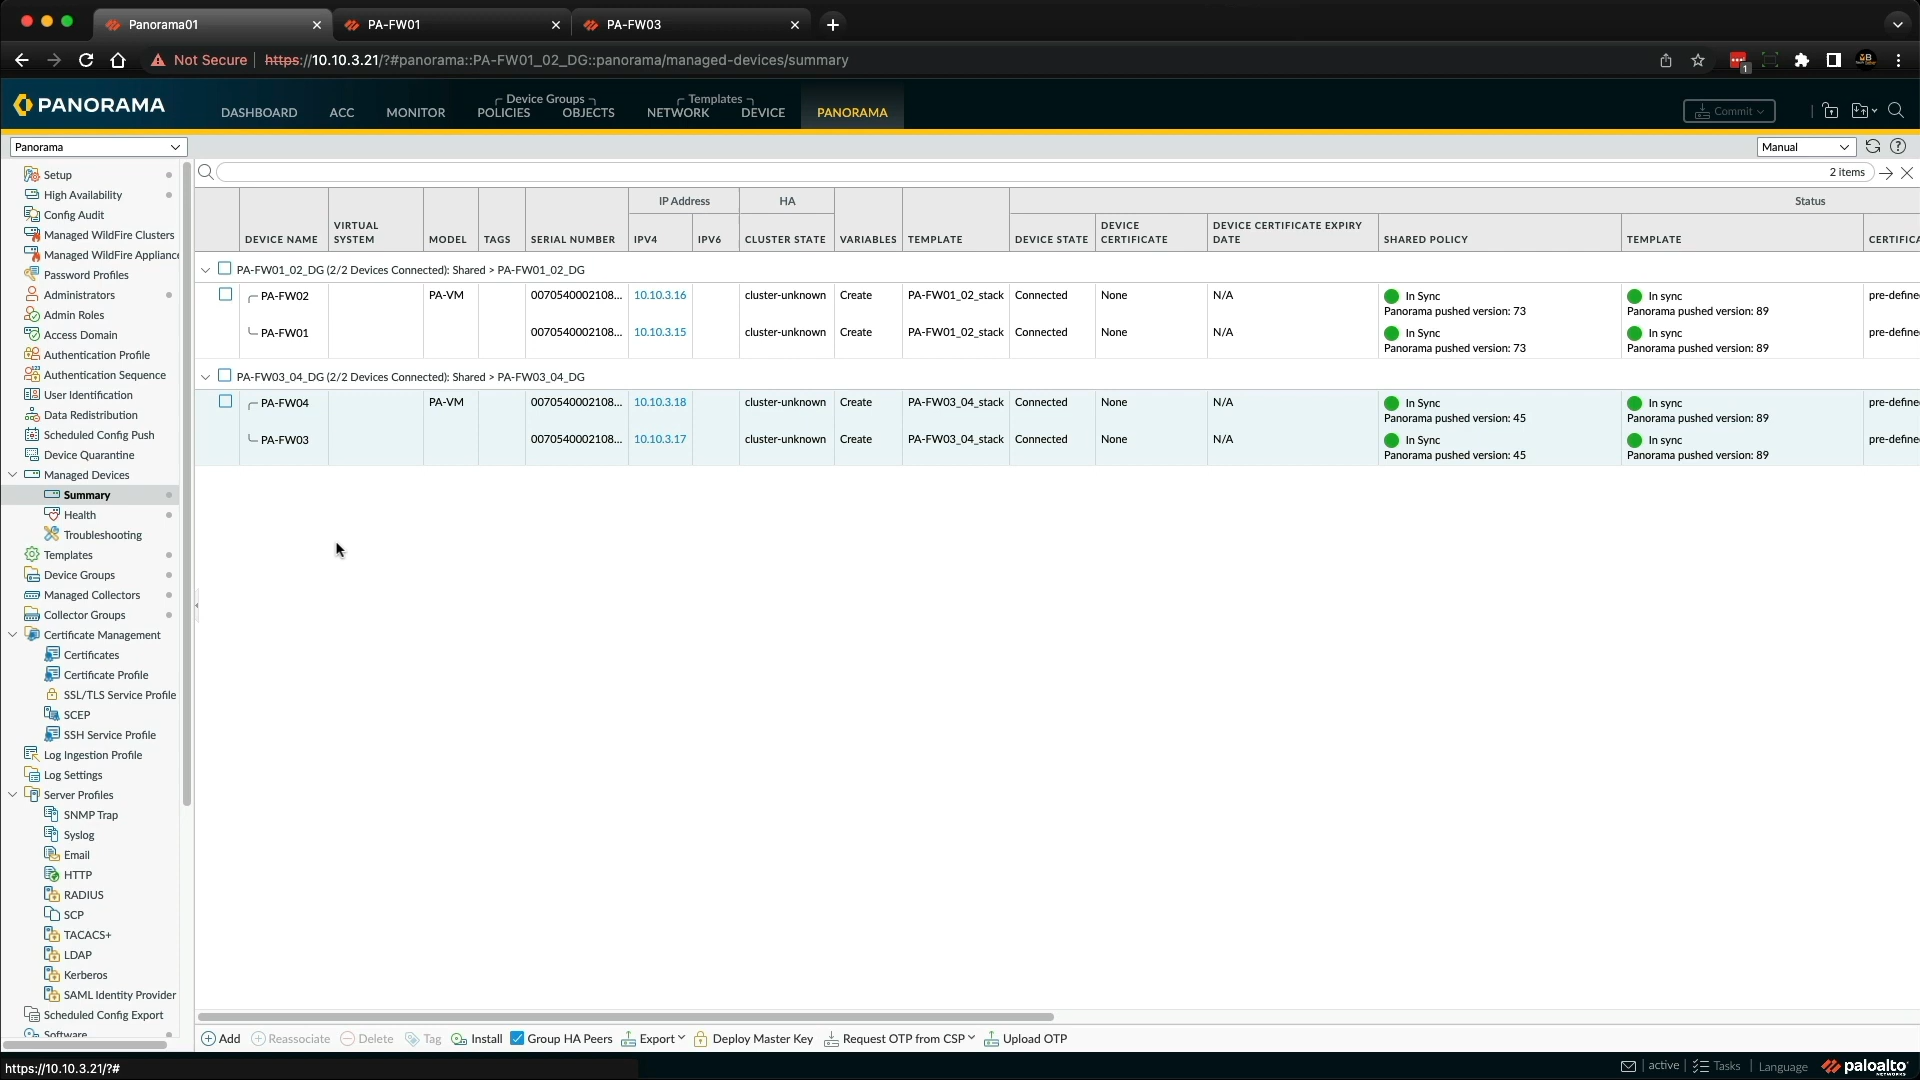 Panorama01
PA-FW01
PA-FW03
Not Secure
https://10.10.3.21/?#panorama::PA-FW01_02_DG::panorama/managed-devices/summary
1
PANORAMA
DASHBOARD
ACC
MONITOR
Device Groups
POLICIES
OBJECTS
Templates
NETWORK
DEVICE
PANORAMA
Commit
Panorama
Manual
2 items
Setup
High Availability
Config Audit
Managed WildFire Clusters
Managed WildFire Appliance
Password Profiles
Administrators
Admin Roles
Access Domain
Authentication Profile
Authentication Sequence
User Identification
Data Redistribution
Scheduled Config Push
Device Quarantine
Managed Devices
Summary
Health
Troubleshooting
Templates
Device Groups
Managed Collectors
Collector Groups
Certificate Management
Certificates
Certificate Profile
SSL/TLS Service Profile
SCEP
SSH Service Profile
Log Ingestion Profile
Log Settings
Server Profiles
SNMP Trap
Syslog
Email
HTTP
RADIUS
SCP
TACACS+
LDAP
Kerberos
SAML Identity Provider
Scheduled Config Export
Software
IP Address
HA
Status
DEVICE NAME
VIRTUAL SYSTEM
MODEL
TAGS
SERIAL NUMBER
IPV4
IPV6
CLUSTER STATE
VARIABLES
TEMPLATE
DEVICE STATE
DEVICE CERTIFICATE
DEVICE CERTIFICATE EXPIRY DATE
SHARED POLICY
TEMPLATE
CERTIFICA
PA-FW01_02_DG (2/2 Devices Connected): Shared > PA-FW01_02_DG
PA-FW02 PA-VM 0070540002108... 10.10.3.16 cluster-unknown Create PA-FW01_02_stack Connected None N/A In Sync In sync pre-define
Panorama pushed version: 73 Panorama pushed version: 89
PA-FW01 0070540002108... 10.10.3.15 cluster-unknown Create PA-FW01_02_stack Connected None N/A In Sync In sync pre-define
Panorama pushed version: 73 Panorama pushed version: 89
PA-FW03_04_DG (2/2 Devices Connected): Shared > PA-FW03_04_DG
PA-FW04 PA-VM 0070540002108... 10.10.3.18 cluster-unknown Create PA-FW03_04_stack Connected None N/A In Sync In sync pre-define
Panorama pushed version: 45 Panorama pushed version: 89
PA-FW03 0070540002108... 10.10.3.17 cluster-unknown Create PA-FW03_04_stack Connected None N/A In Sync In sync pre-define
Panorama pushed version: 45 Panorama pushed version: 89
Add Reassociate Delete Tag Install Group HA Peers Export Deploy Master Key Request OTP from CSP Upload OTP
https://10.10.3.21/?#
active
Tasks
Language
paloalto
NETWORKS